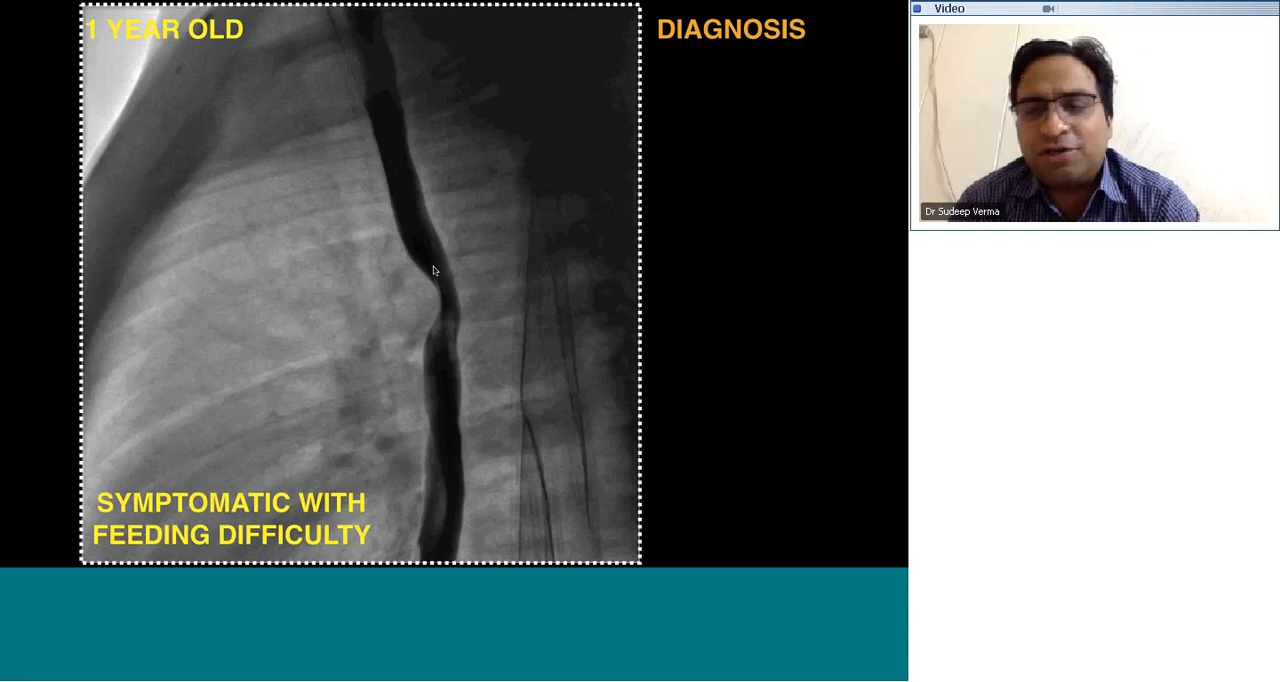 1 YEAR OLD
DIAGNOSIS
SYMPTOMATIC WITH
FEEDING DIFFICULTY
Video
Dr Sudeep Verma